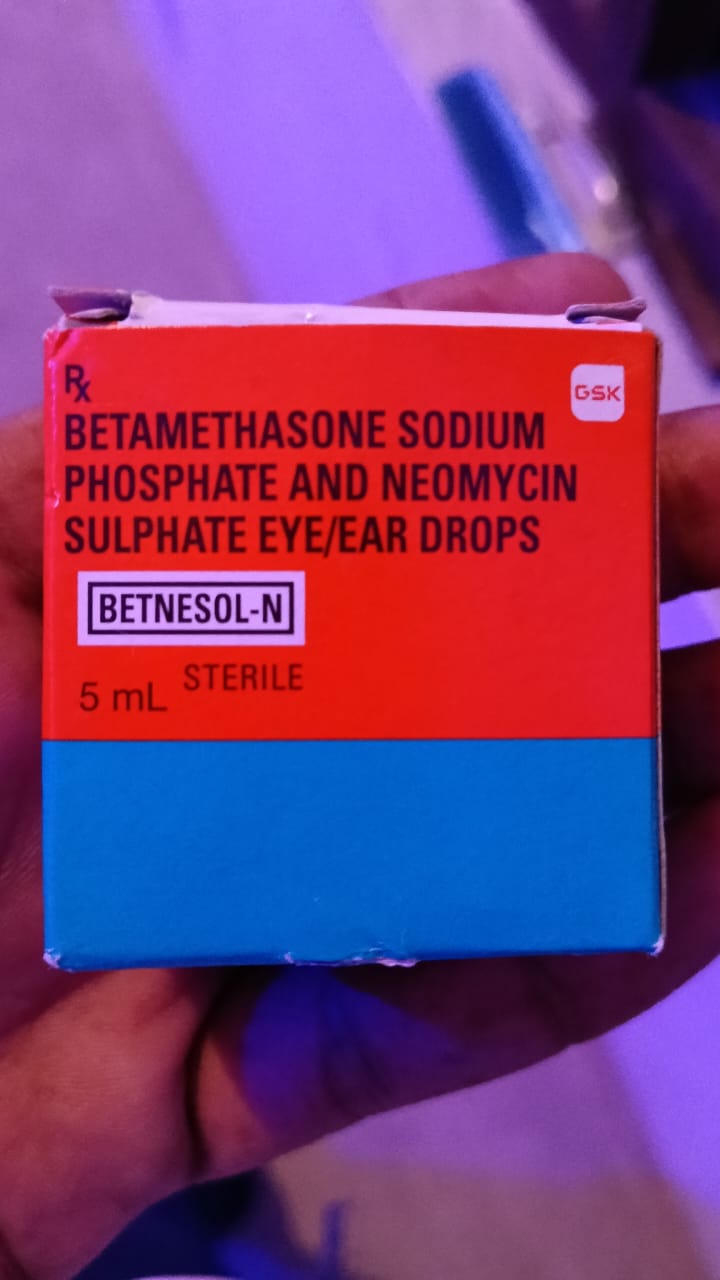 Rx
GSK
BETAMETHASONE SODIUM
PHOSPHATE AND NEOMYCIN
SULPHATE EYE/EAR DROPS
BETNESOL-N
5 mL STERILE